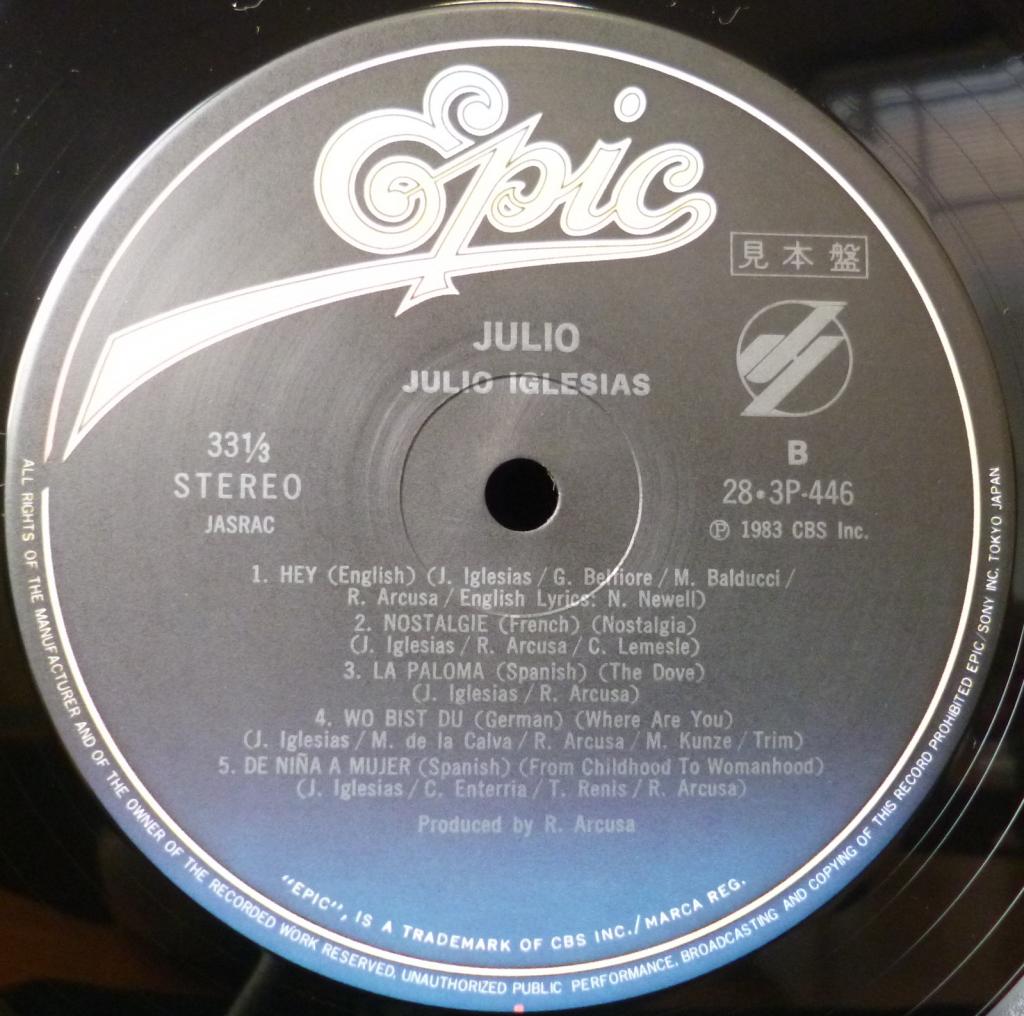 Epic
見本盤
JULIO
JULIO IGLESIAS
33⅓
STEREO
JASRAC
B
28•3P-446
Ⓟ 1983 CBS Inc.
1. HEY (English) (J. Iglesias / G. Belfiore / M. Balducci /
R. Arcusa / English Lyrics: N. Newell)
2. NOSTALGIE (French) (Nostalgia)
(J. Iglesias / R. Arcusa / C. Lemesle)
3. LA PALOMA (Spanish) (The Dove)
(J. Iglesias / R. Arcusa)
4. WO BIST DU (German) (Where Are You)
(J. Iglesias / M. de la Calva / R. Arcusa / M. Kunze / Trim)
5. DE NIÑA A MUJER (Spanish) (From Childhood To Womanhood)
(J. Iglesias / C. Enterria / T. Renis / R. Arcusa)
Produced by R. Arcusa
"EPIC", IS A TRADEMARK OF CBS INC./MARCA REG.
ALL RIGHTS OF THE MANUFACTURER AND OF THE OWNER OF THE RECORDED WORK RESERVED. UNAUTHORIZED PUBLIC PERFORMANCE, BROADCASTING AND COPYING OF THIS RECORD PROHIBITED EPIC/SONY INC. TOKYO JAPAN